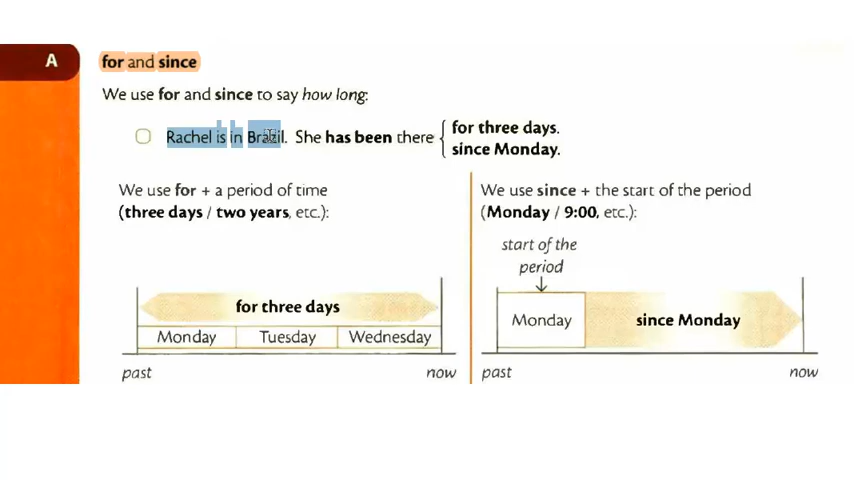 A
for and since
We use for and since to say how long:
Rachel is in Brazil. She has been there
for three days.
since Monday.
We use for + a period of time
(three days / two years, etc.):
for three days
Monday Tuesday Wednesday
past now
We use since + the start of the period
(Monday / 9:00, etc.):
start of the
period
Monday since Monday
past now